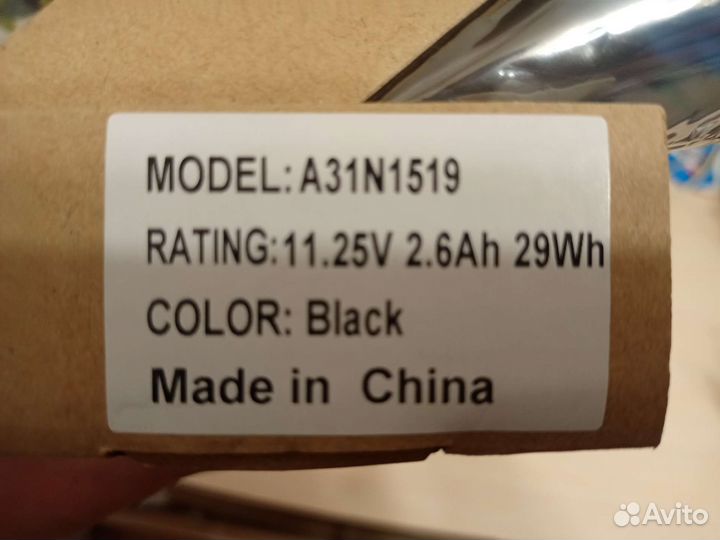 MODEL: A31N1519
RATING: 11.25V 2.6Ah 29Wh
COLOR: Black
Made in China
Avito